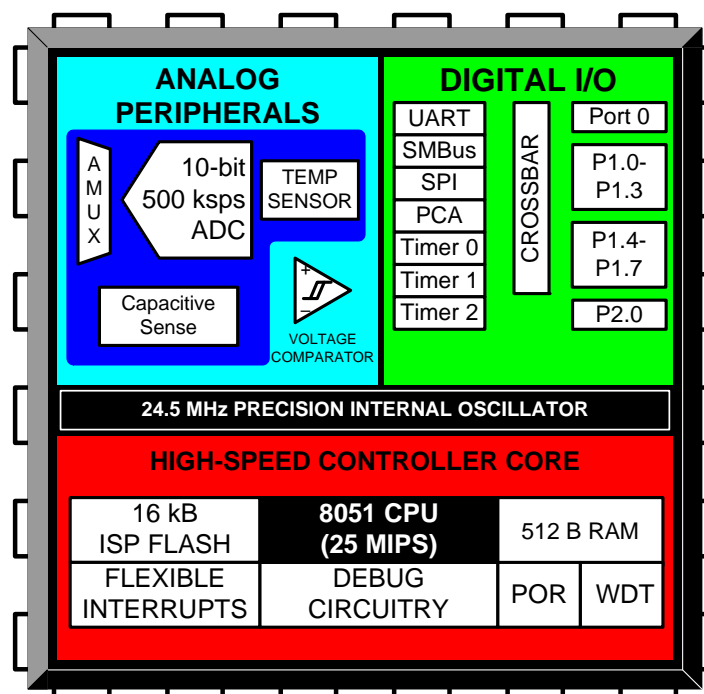 ANALOG
PERIPHERALS
A
M
U
X
10-bit
500 ksps
ADC
TEMP
SENSOR
Capacitive
Sense
+
–
VOLTAGE
COMPARATOR
DIGITAL I/O
UART
SMBus
SPI
PCA
Timer 0
Timer 1
Timer 2
CROSSBAR
Port 0
P1.0-
P1.3
P1.4-
P1.7
P2.0
24.5 MHz PRECISION INTERNAL OSCILLATOR
HIGH-SPEED CONTROLLER CORE
16 kB
ISP FLASH
8051 CPU
(25 MIPS)
512 B RAM
FLEXIBLE
INTERRUPTS
DEBUG
CIRCUITRY
POR
WDT